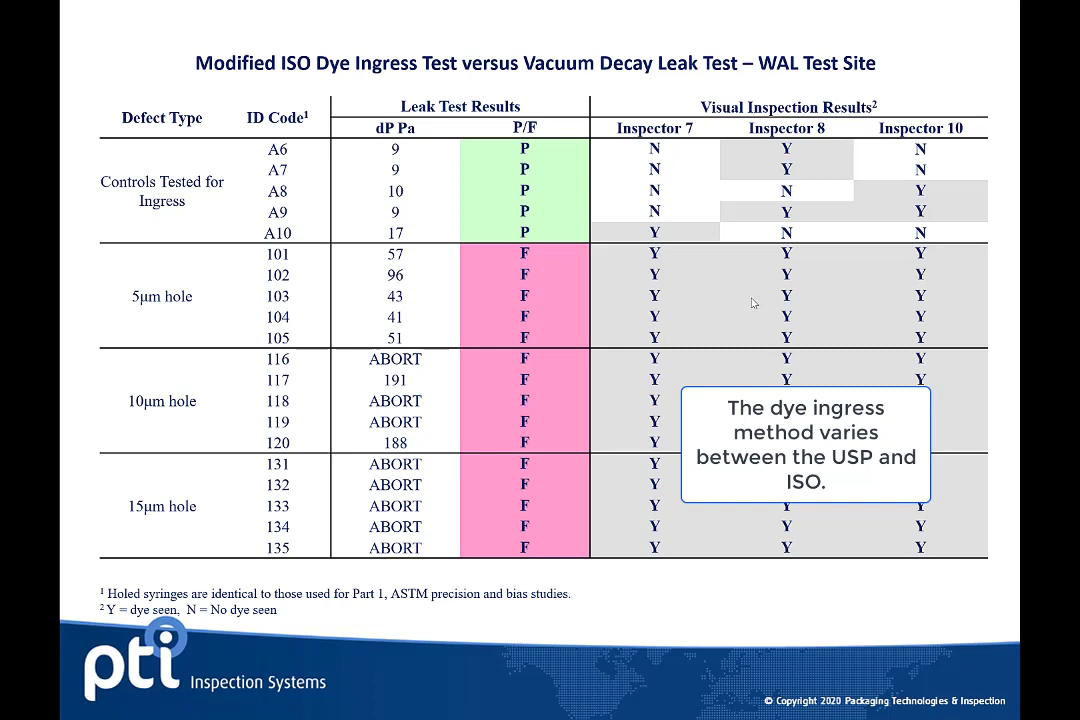 Modified ISO Dye Ingress Test versus Vacuum Decay Leak Test – WAL Test Site
Defect Type ID Code1 Leak Test Results Visual Inspection Results2
dP Pa P/F Inspector 7 Inspector 8 Inspector 10
Controls Tested for Ingress
A6 9 P N Y N
A7 9 P N Y N
A8 10 P N N Y
A9 9 P N Y Y
A10 17 P Y N N
5µm hole
101 57 F Y Y Y
102 96 F Y Y Y
103 43 F Y Y Y
104 41 F Y Y Y
105 51 F Y Y Y
10µm hole
116 ABORT F Y Y Y
117 191 F Y Y Y
118 ABORT F Y
119 ABORT F Y
120 188 F Y
15µm hole
131 ABORT F Y
132 ABORT F Y
133 ABORT F Y Y Y
134 ABORT F Y Y Y
135 ABORT F Y Y Y
The dye ingress
method varies
between the USP and
ISO.
1 Holed syringes are identical to those used for Part 1, ASTM precision and bias studies.
2 Y = dye seen, N = No dye seen
pti Inspection Systems
© Copyright 2020 Packaging Technologies & Inspection